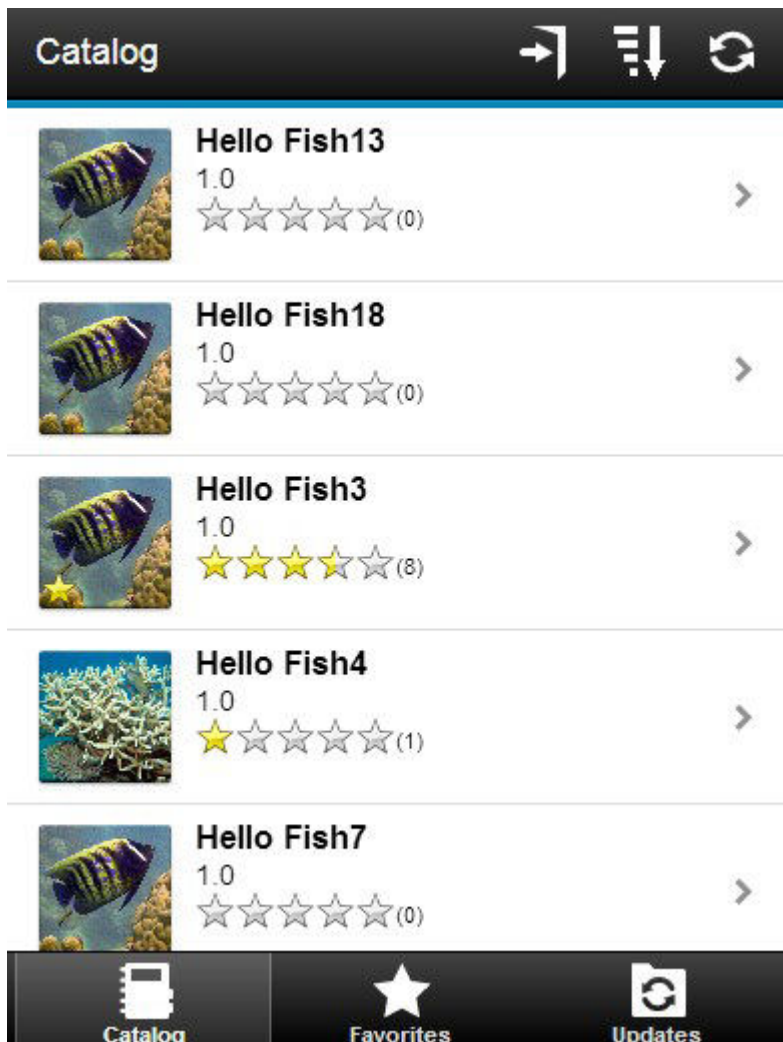 Catalog
Hello Fish13
1.0
(0)
Hello Fish18
1.0
(0)
Hello Fish3
1.0
(8)
Hello Fish4
1.0
(1)
Hello Fish7
1.0
(0)
Catalog Favorites Updates